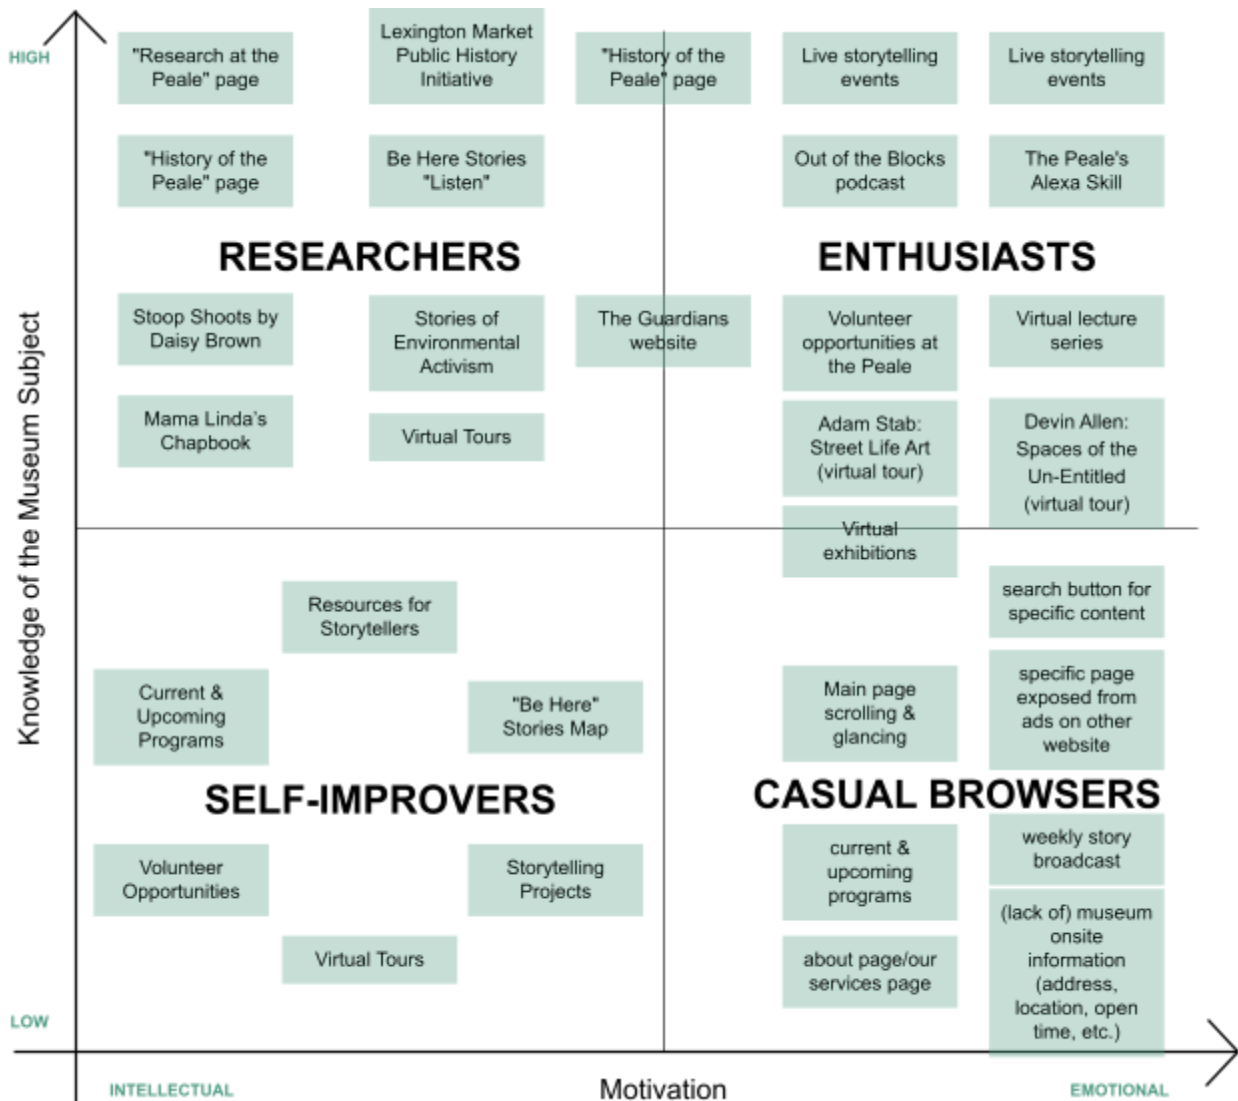 HIGH
"Research at the
Peale" page
Lexington Market
Public History
Initiative
"History of the
Peale" page
Live storytelling
events
Live storytelling
events
"History of the
Peale" page
Be Here Stories
"Listen"
Out of the Blocks
podcast
The Peale's
Alexa Skill
RESEARCHERS
ENTHUSIASTS
Stoop Shoots by
Daisy Brown
Stories of
Environmental
Activism
The Guardians
website
Volunteer
opportunities at
the Peale
Virtual lecture
series
Mama Linda's
Chapbook
Virtual Tours
Adam Stab:
Street Life Art
(virtual tour)
Devin Allen:
Spaces of the
Un-Entitled
(virtual tour)
Virtual
exhibitions
Knowledge of the Museum Subject
Resources for
Storytellers
search button for
specific content
Current &
Upcoming
Programs
"Be Here"
Stories Map
Main page
scrolling &
glancing
specific page
exposed from
ads on other
website
SELF-IMPROVERS
CASUAL BROWSERS
Volunteer
Opportunities
Storytelling
Projects
current &
upcoming
programs
weekly story
broadcast
Virtual Tours
about page/our
services page
(lack of) museum
onsite
information
(address,
location, open
time, etc.)
LOW
INTELLECTUAL
Motivation
EMOTIONAL